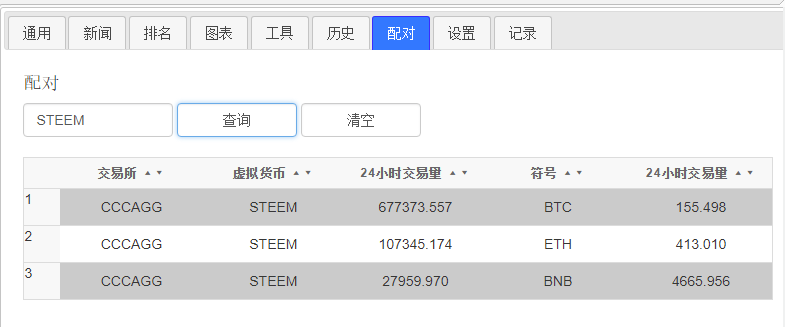 通用 新闻 排名 图表 工具 历史 配对 设置 记录
配对
STEEM 查询 清空
交易所 ▲ ▼ 虚拟货币 ▲ ▼ 24小时交易量 ▲ ▼ 符号 ▲ ▼ 24小时交易量 ▲ ▼
1 CCCAGG STEEM 677373.557 BTC 155.498
2 CCCAGG STEEM 107345.174 ETH 413.010
3 CCCAGG STEEM 27959.970 BNB 4665.956